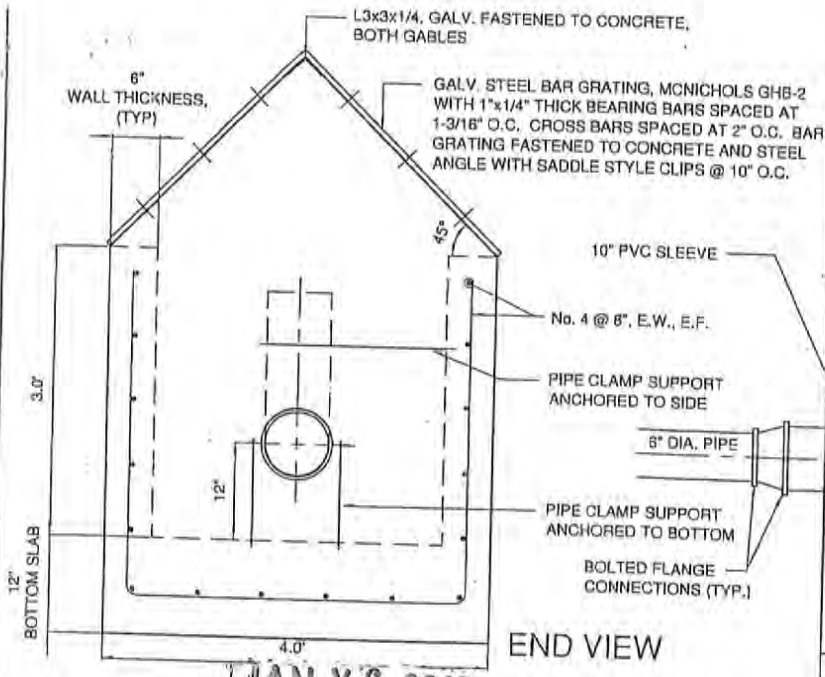 L3x3x1/4, GALV. FASTENED TO CONCRETE,
BOTH GABLES
6"
WALL THICKNESS,
(TYP)
GALV. STEEL BAR GRATING, MCNICHOLS GHB-2
WITH 1"x1/4" THICK BEARING BARS SPACED AT
1-3/16" O.C. CROSS BARS SPACED AT 2" O.C. BAR
GRATING FASTENED TO CONCRETE AND STEEL
ANGLE WITH SADDLE STYLE CLIPS @ 10" O.C.
45°
10" PVC SLEEVE
No. 4 @ 6", E.W., E.F.
3.0'
PIPE CLAMP SUPPORT
ANCHORED TO SIDE
6" DIA. PIPE
12"
PIPE CLAMP SUPPORT
ANCHORED TO BOTTOM
12"
BOTTOM SLAB
BOLTED FLANGE
CONNECTIONS (TYP.)
4.0'
END VIEW